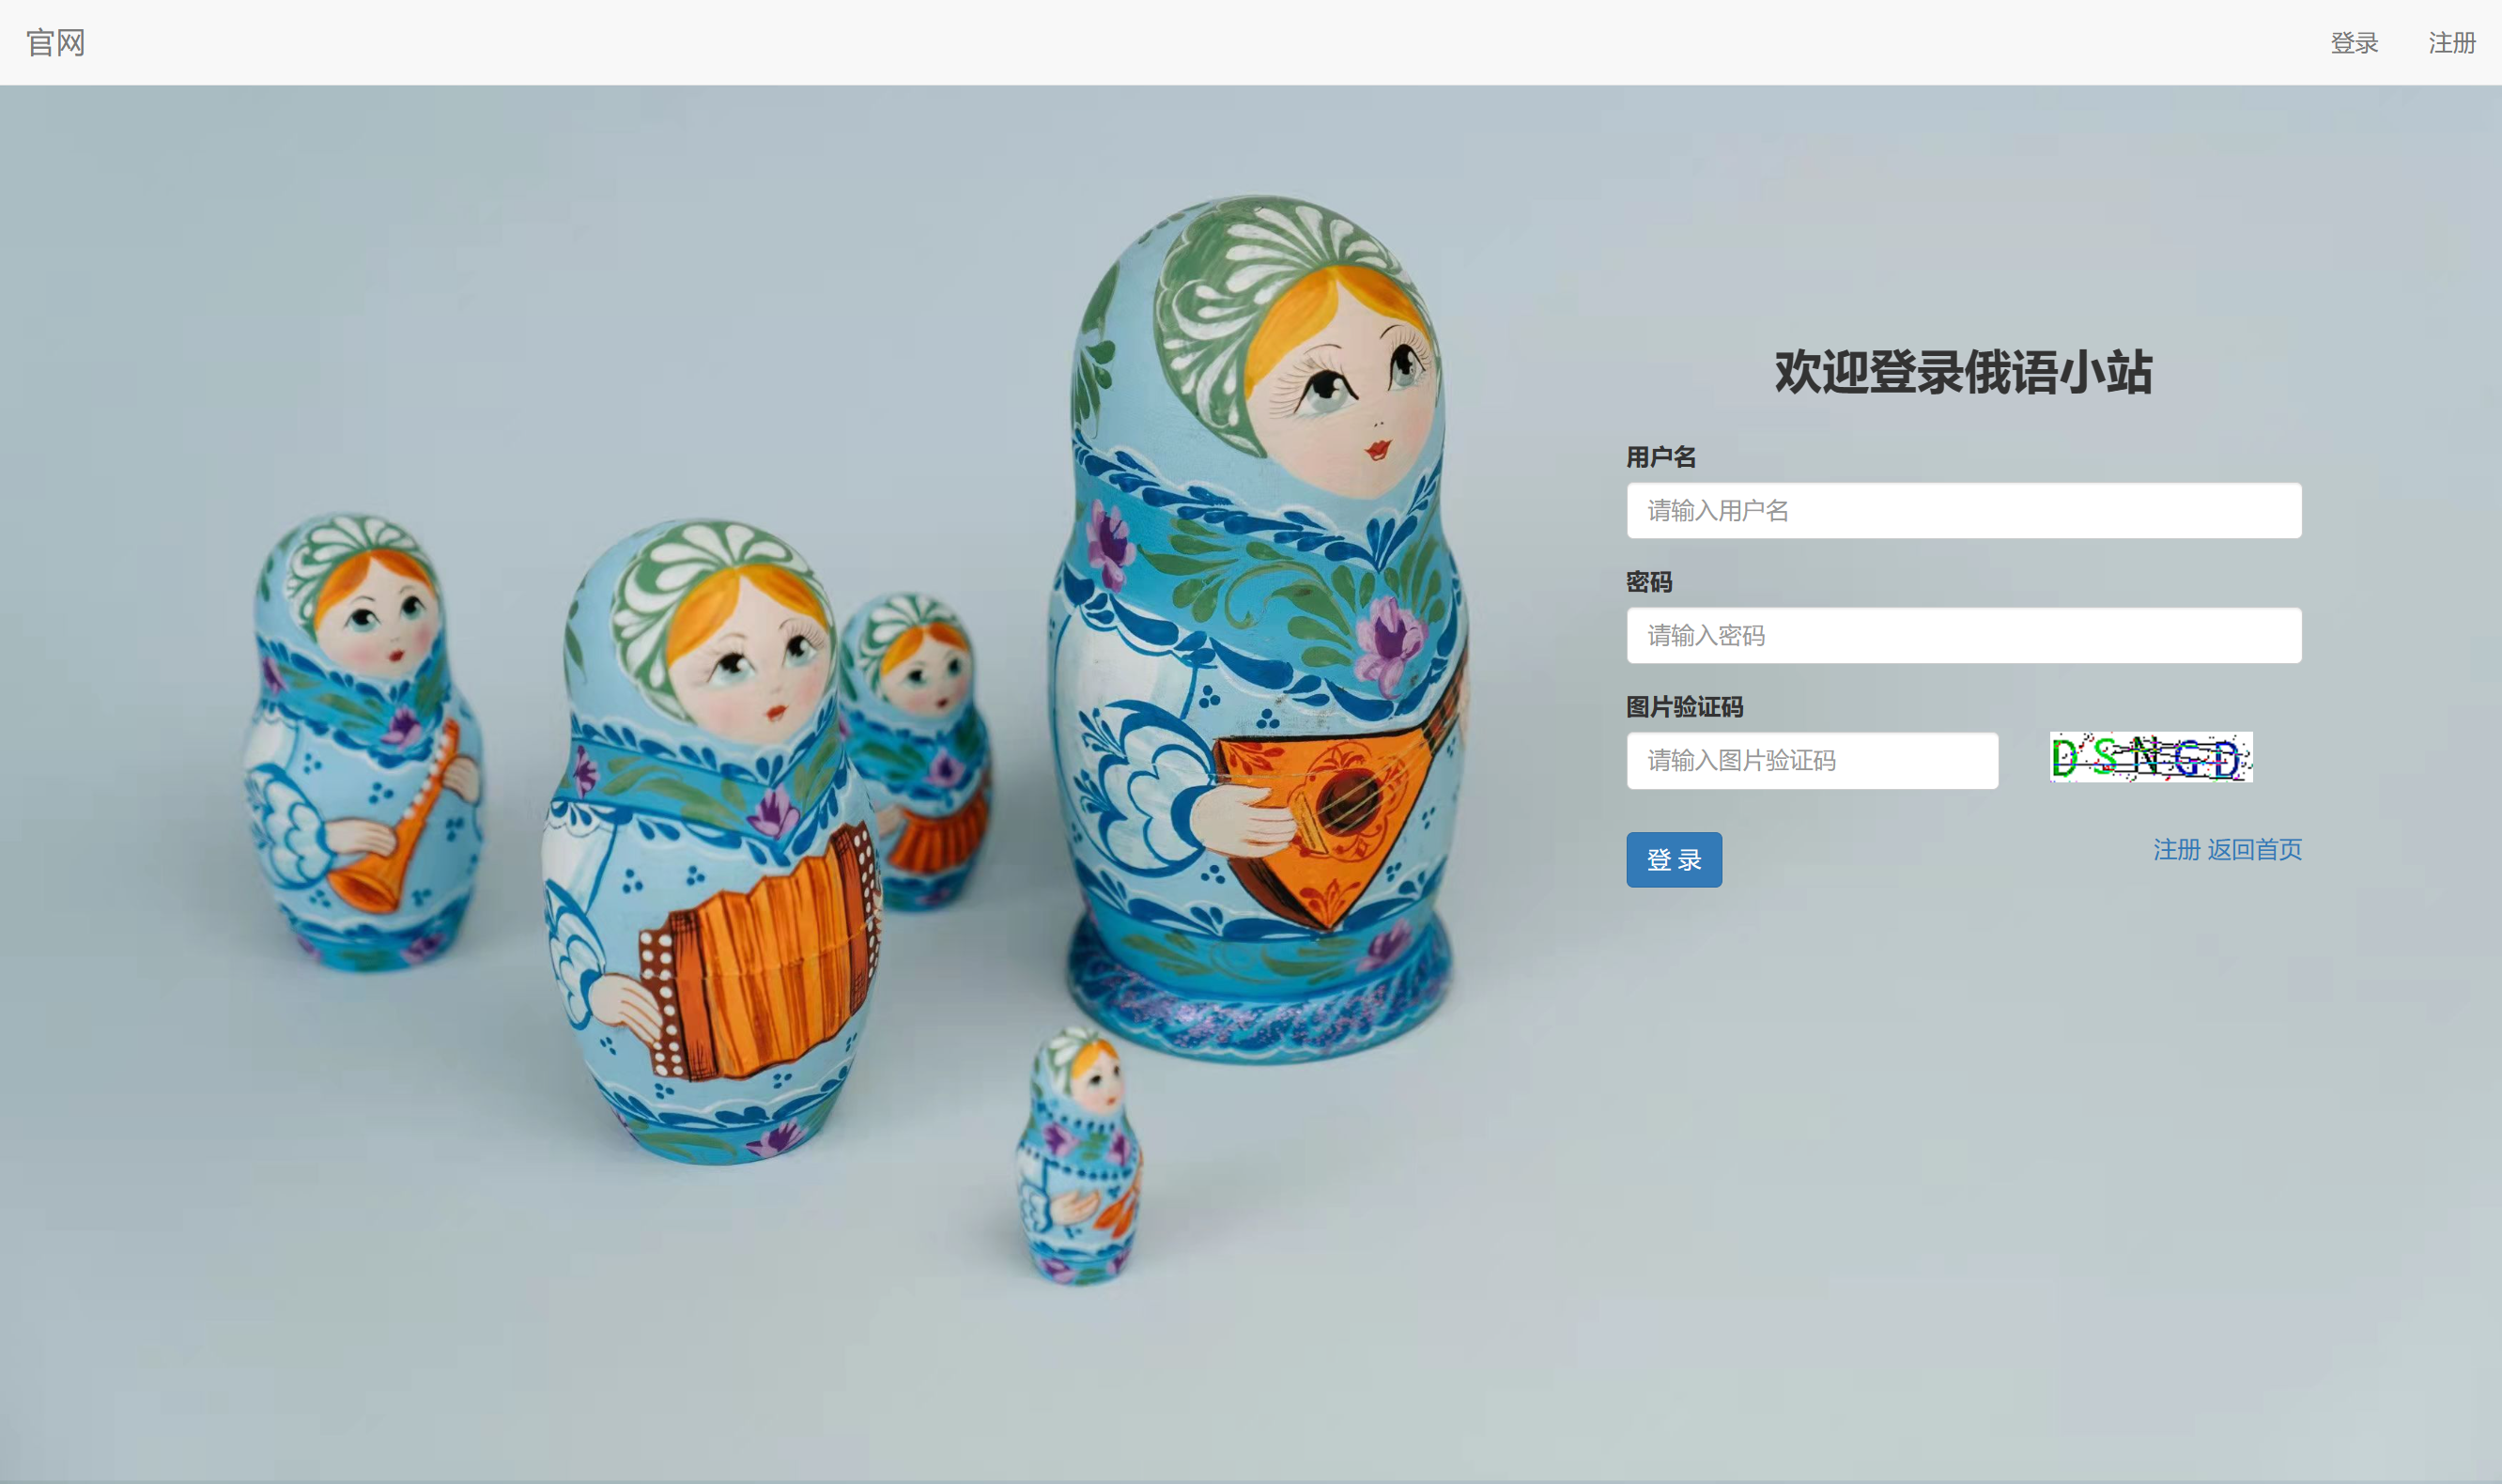 官网
登录 注册
欢迎登录俄语小站
用户名
请输入用户名
密码
请输入密码
图片验证码
请输入图片验证码
DSNGD
登 录
注册 返回首页